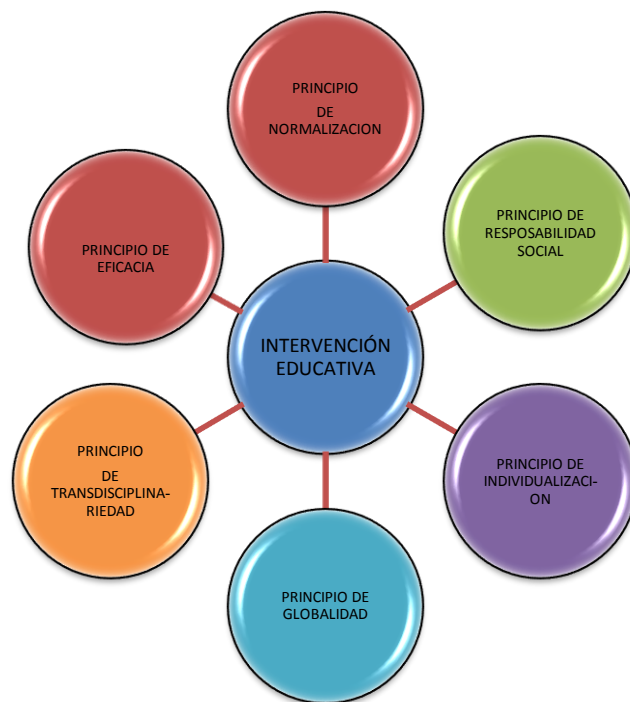 PRINCIPIO
DE
NORMALIZACION
PRINCIPIO DE
RESPOSABILIDAD
SOCIAL
PRINCIPIO DE
EFICACIA
INTERVENCIÓN
EDUCATIVA
PRINCIPIO
DE
TRANSDISCIPLINA-
RIEDAD
PRINCIPIO DE
INDIVIDUALIZACI-
ON
PRINCIPIO DE
GLOBALIDAD